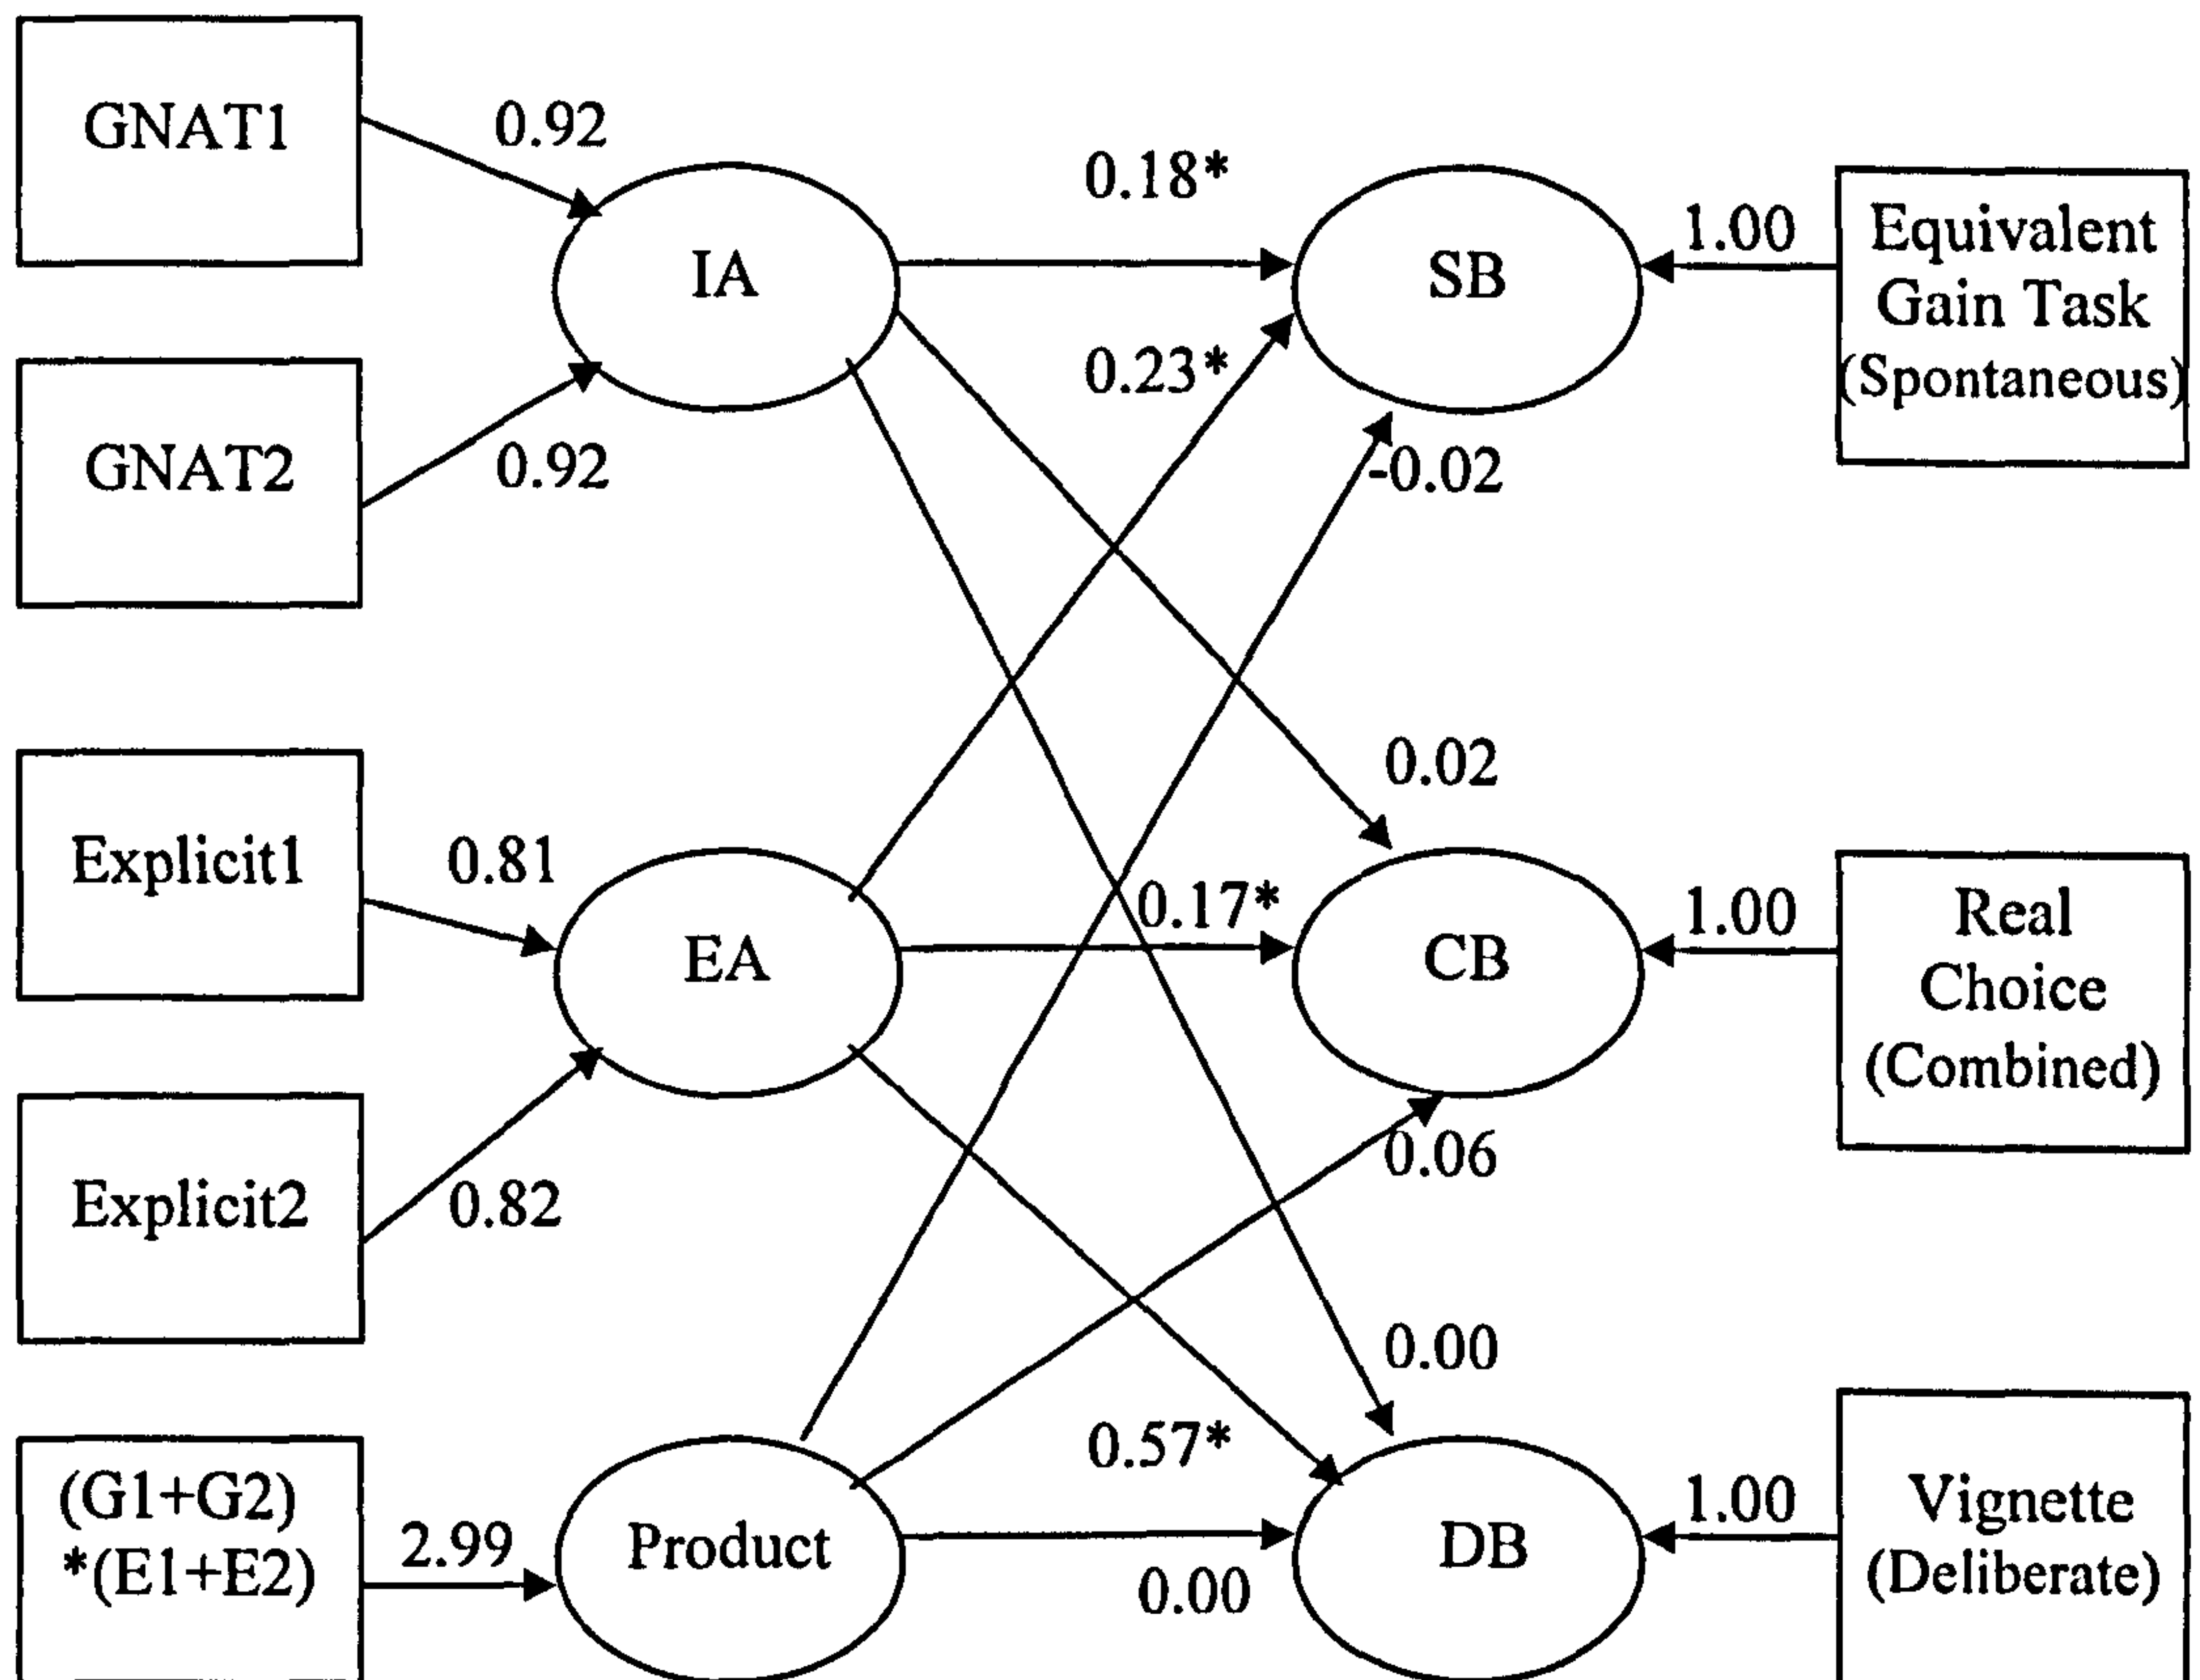 GNAT1
0.92
IA
0.18*
SB
1.00
Equivalent
Gain Task
(Spontaneous)
GNAT2
0.92
0.23*
-0.02
0.02
Explicit1
0.81
EA
0.17*
CB
1.00
Real
Choice
(Combined)
Explicit2
0.82
0.06
0.00
(G1+G2)
*(E1+E2)
2.99
Product
0.57*
0.00
DB
1.00
Vignette
(Deliberate)